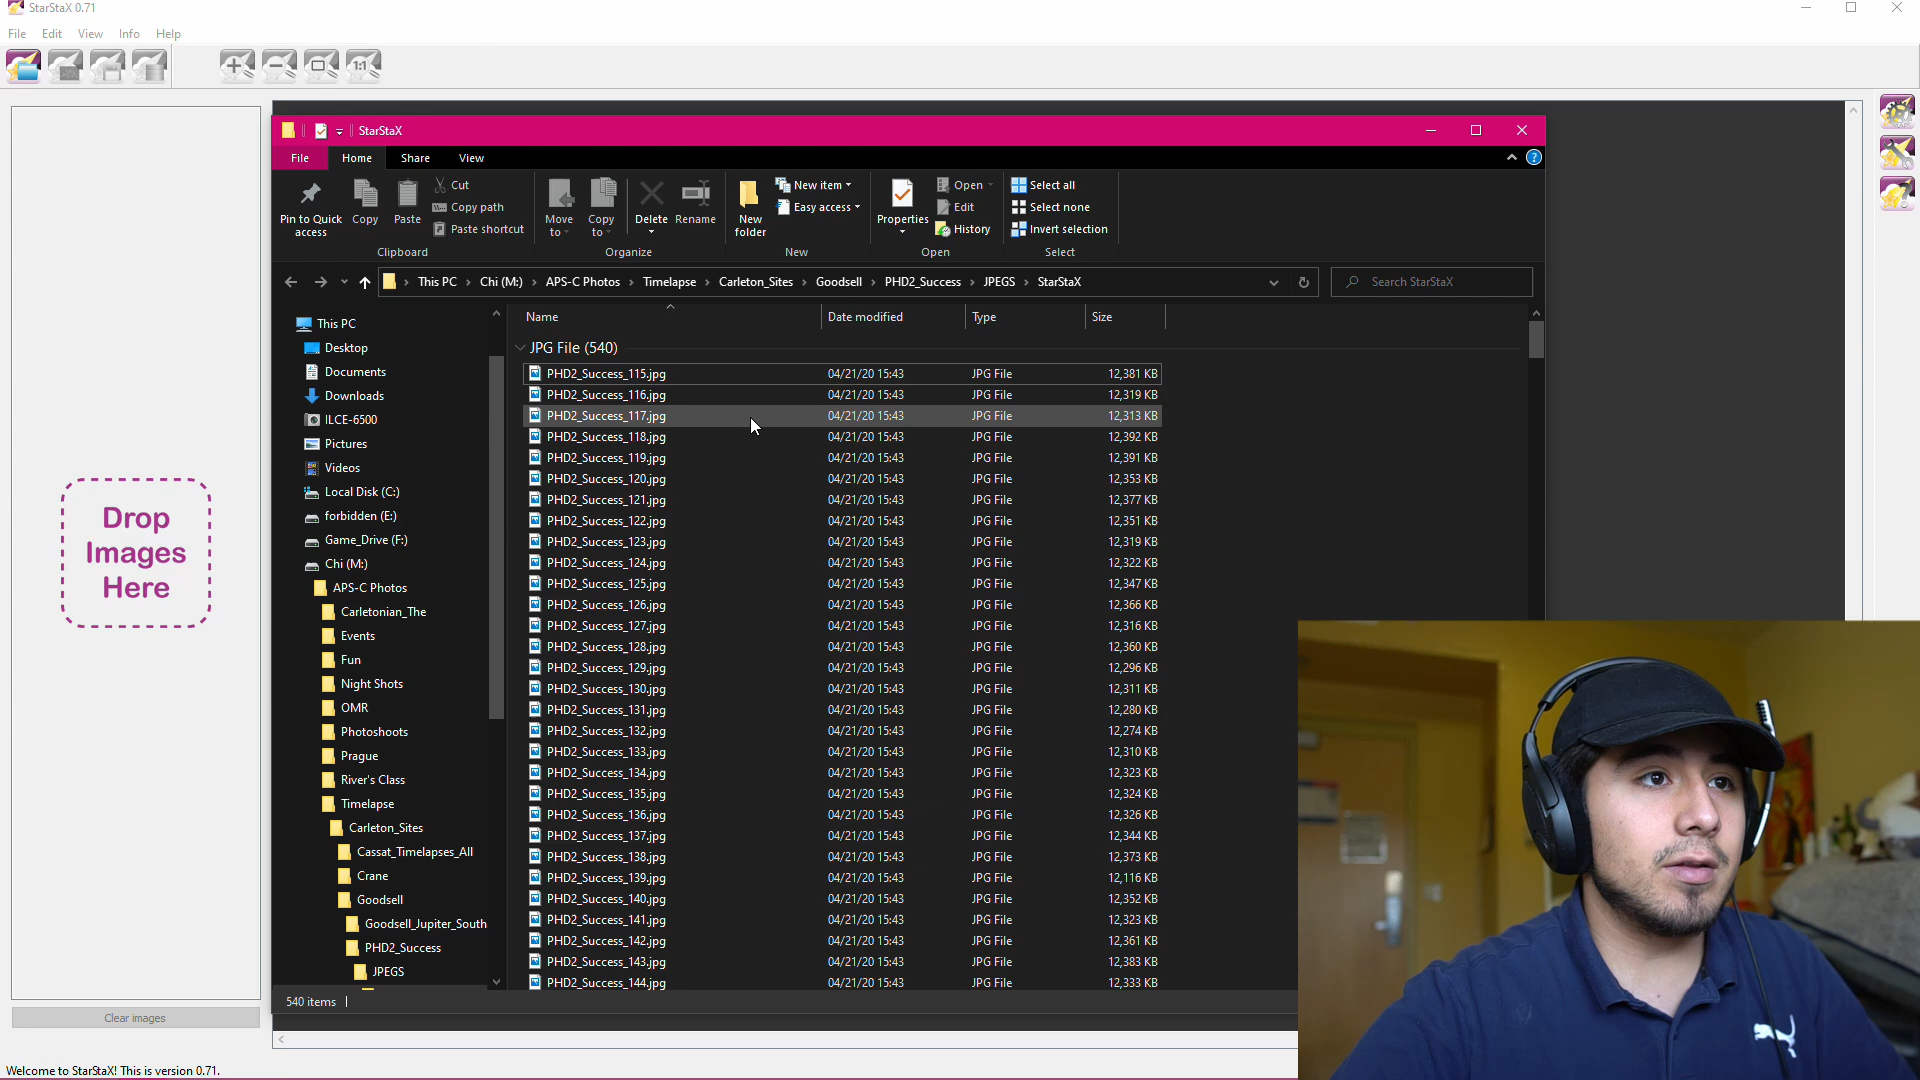 StarStaX 0.71
File Edit View Info Help
1:1
StarStaX
File Home Share View
Pin to Quick access
Copy
Paste
Cut
Copy path
Paste shortcut
Clipboard
Move to
Copy to
Delete
Rename
Organize
New folder
New item
Easy access
New
Properties
Open
Edit
History
Open
Select all
Select none
Invert selection
Select
This PC Chi (M:) APS-C Photos Timelapse Carleton_Sites Goodsell PHD2_Success JPEGS StarStaX
Search StarStaX
This PC
Desktop
Documents
Downloads
ILCE-6500
Pictures
Videos
Local Disk (C:)
forbidden (E:)
Game_Drive (F:)
Chi (M:)
APS-C Photos
Carletonian_The
Events
Fun
Night Shots
OMR
Photoshoots
Prague
River's Class
Timelapse
Carleton_Sites
Cassat_Timelapses_All
Crane
Goodsell
Goodsell_Jupiter_South
PHD2_Success
JPEGS
Name Date modified Type Size
JPG File (540)
PHD2_Success_115.jpg 04/21/20 15:43 JPG File 12,381 KB
PHD2_Success_116.jpg 04/21/20 15:43 JPG File 12,319 KB
PHD2_Success_117.jpg 04/21/20 15:43 JPG File 12,313 KB
PHD2_Success_118.jpg 04/21/20 15:43 JPG File 12,392 KB
PHD2_Success_119.jpg 04/21/20 15:43 JPG File 12,391 KB
PHD2_Success_120.jpg 04/21/20 15:43 JPG File 12,353 KB
PHD2_Success_121.jpg 04/21/20 15:43 JPG File 12,377 KB
PHD2_Success_122.jpg 04/21/20 15:43 JPG File 12,351 KB
PHD2_Success_123.jpg 04/21/20 15:43 JPG File 12,319 KB
PHD2_Success_124.jpg 04/21/20 15:43 JPG File 12,322 KB
PHD2_Success_125.jpg 04/21/20 15:43 JPG File 12,347 KB
PHD2_Success_126.jpg 04/21/20 15:43 JPG File 12,366 KB
PHD2_Success_127.jpg 04/21/20 15:43 JPG File 12,316 KB
PHD2_Success_128.jpg 04/21/20 15:43 JPG File 12,360 KB
PHD2_Success_129.jpg 04/21/20 15:43 JPG File 12,296 KB
PHD2_Success_130.jpg 04/21/20 15:43 JPG File 12,311 KB
PHD2_Success_131.jpg 04/21/20 15:43 JPG File 12,280 KB
PHD2_Success_132.jpg 04/21/20 15:43 JPG File 12,274 KB
PHD2_Success_133.jpg 04/21/20 15:43 JPG File 12,310 KB
PHD2_Success_134.jpg 04/21/20 15:43 JPG File 12,323 KB
PHD2_Success_135.jpg 04/21/20 15:43 JPG File 12,324 KB
PHD2_Success_136.jpg 04/21/20 15:43 JPG File 12,326 KB
PHD2_Success_137.jpg 04/21/20 15:43 JPG File 12,344 KB
PHD2_Success_138.jpg 04/21/20 15:43 JPG File 12,373 KB
PHD2_Success_139.jpg 04/21/20 15:43 JPG File 12,116 KB
PHD2_Success_140.jpg 04/21/20 15:43 JPG File 12,352 KB
PHD2_Success_141.jpg 04/21/20 15:43 JPG File 12,323 KB
PHD2_Success_142.jpg 04/21/20 15:43 JPG File 12,361 KB
PHD2_Success_143.jpg 04/21/20 15:43 JPG File 12,383 KB
PHD2_Success_144.jpg 04/21/20 15:43 JPG File 12,333 KB
540 items
Drop
Images
Here
Clear images
Welcome to StarStaX! This is version 0.71.